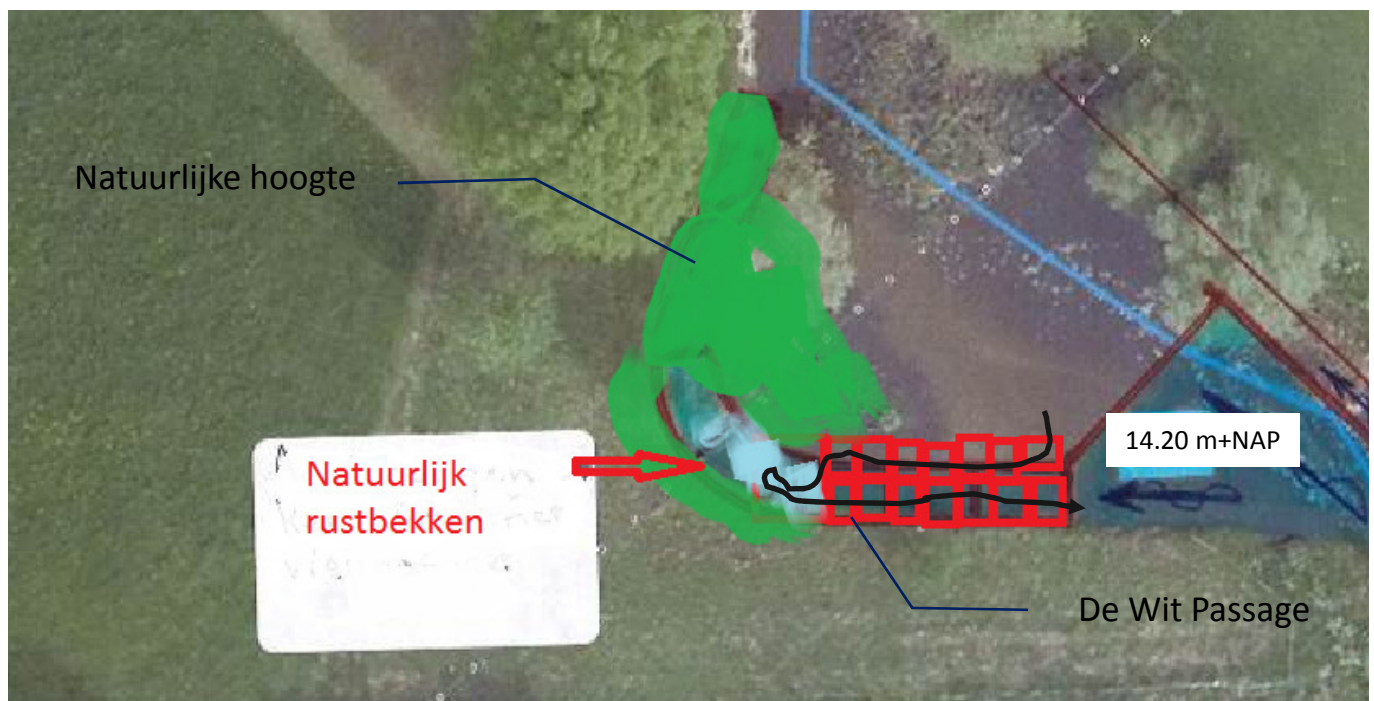 Natuurlijke hoogte
14.20 m+NAP
Natuurlijk
rustbekken
De Wit Passage